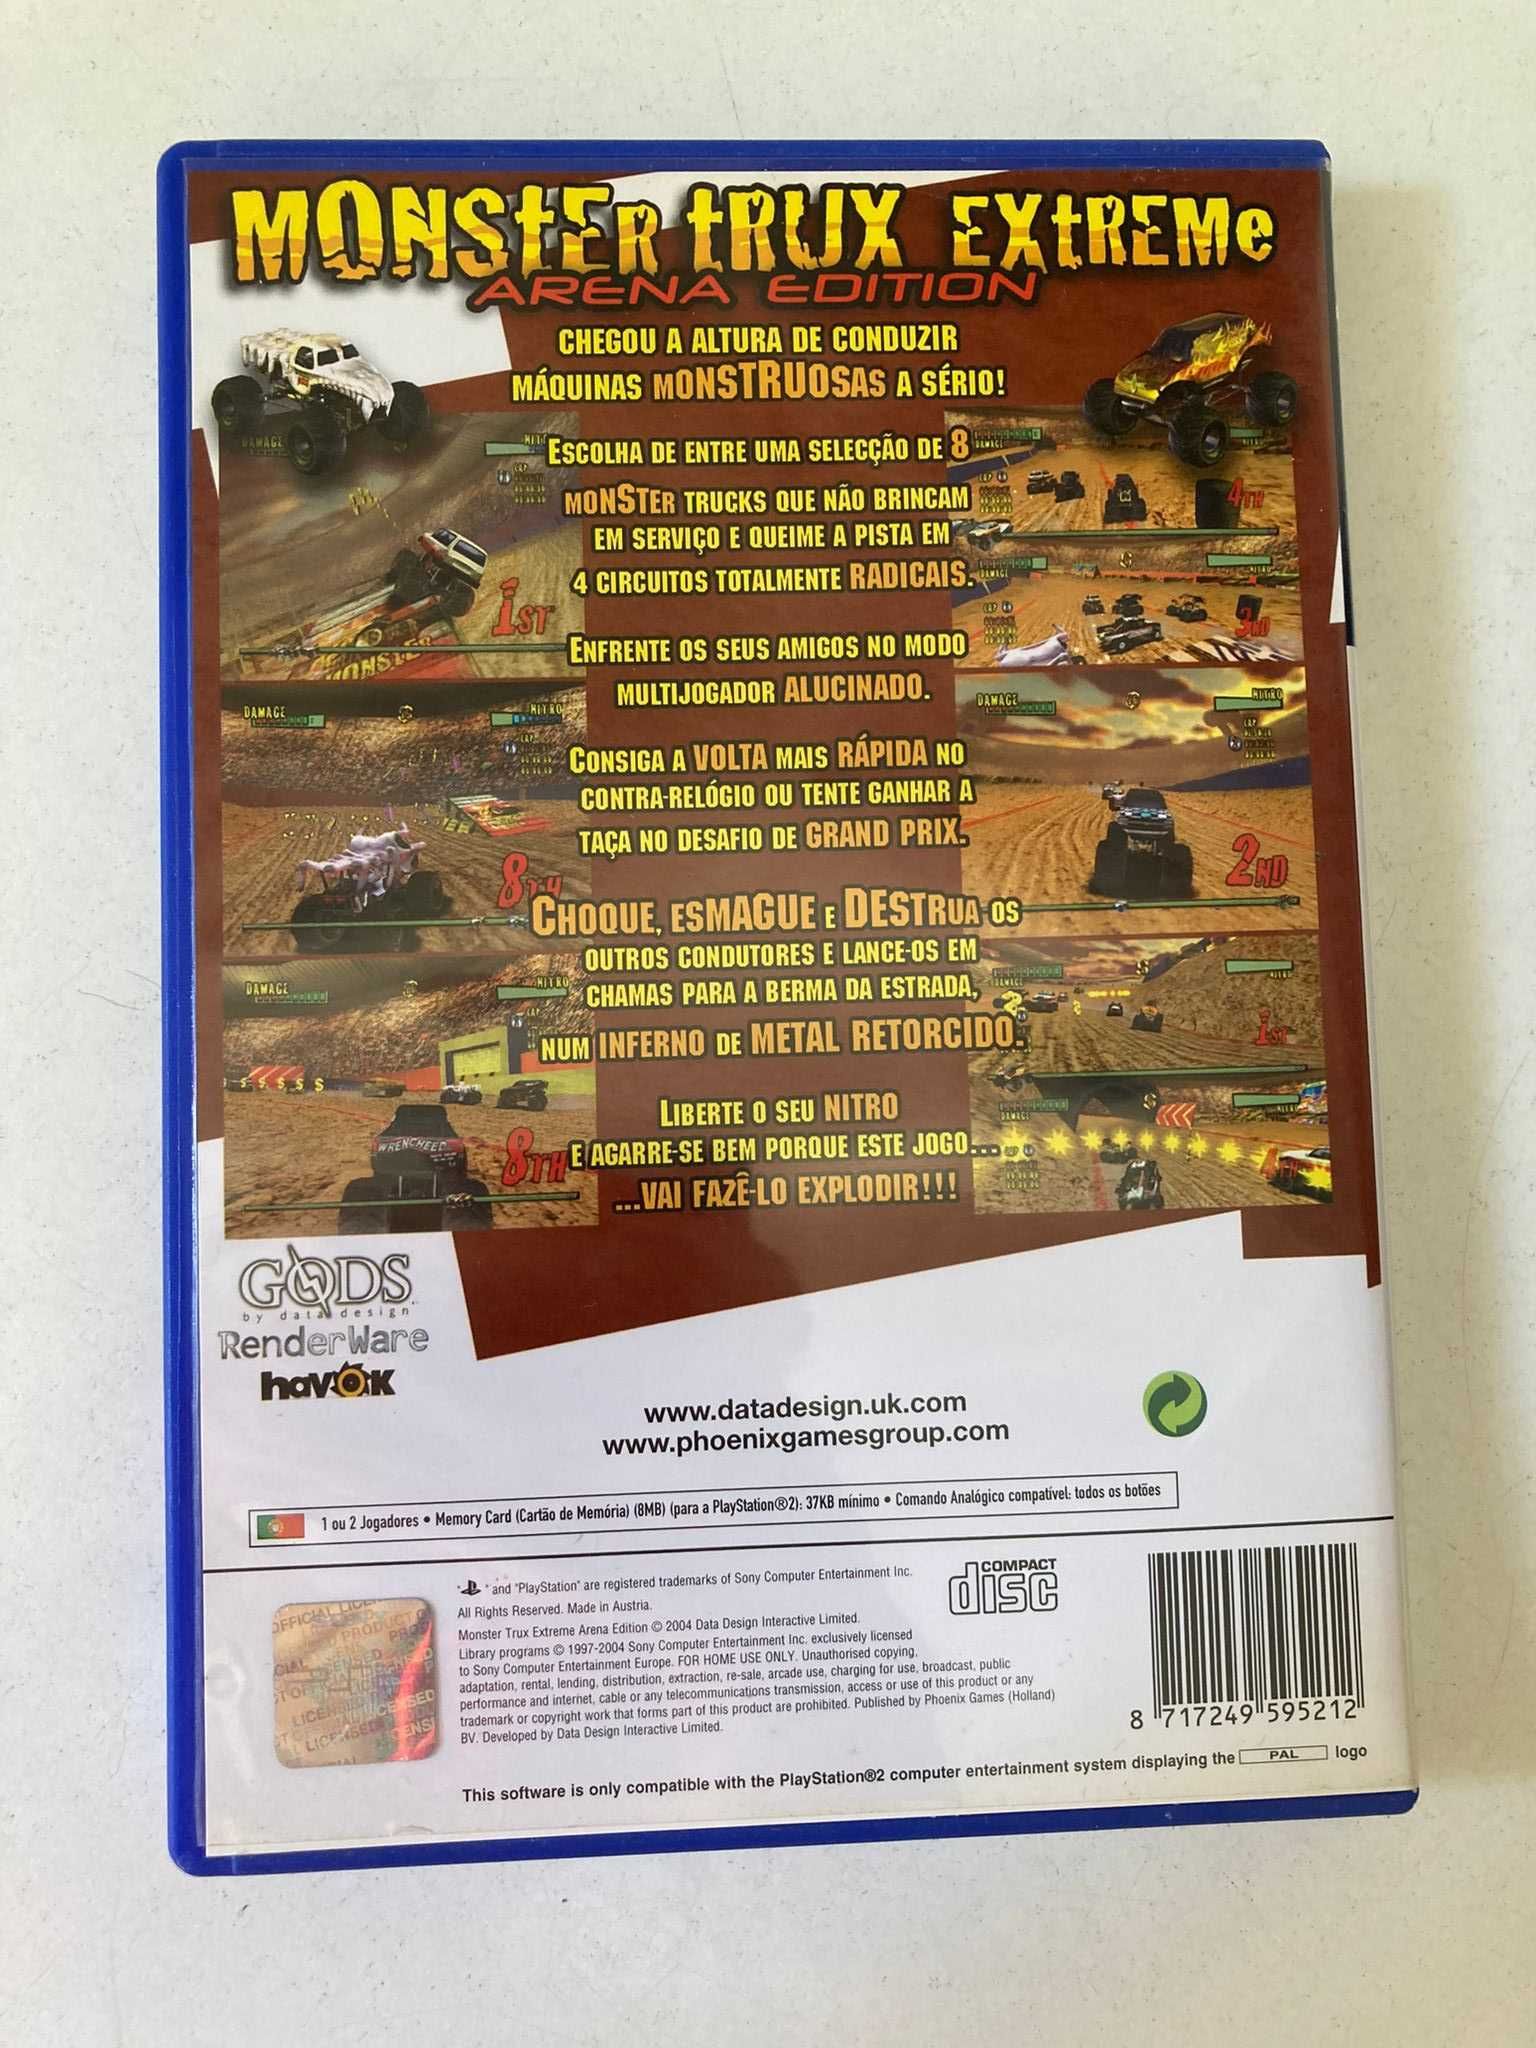 MONSTER TRUX EXTREME
ARENA EDITION
CHEGOU A ALTURA DE CONDUZIR
MÁQUINAS MONSTRUOSAS A SÉRIO!
ESCOLHA DE ENTRE UMA SELECÇÃO DE 8
MONSTER TRUCKS QUE NÃO BRINCAM
EM SERVIÇO E QUEIME A PISTA EM
4 CIRCUITOS TOTALMENTE RADICAIS.
ENFRENTE OS SEUS AMIGOS NO MODO
MULTIJOGADOR ALUCINADO.
CONSIGA A VOLTA MAIS RÁPIDA NO
CONTRA-RELÓGIO OU TENTE GANHAR A
TAÇA NO DESAFIO DE GRAND PRIX.
CHOQUE, ESMAGUE E DESTRUA OS
OUTROS CONDUTORES E LANCE-OS EM
CHAMAS PARA A BERMA DA ESTRADA,
NUM INFERNO DE METAL RETORCIDO.
LIBERTE O SEU NITRO
E AGARRE-SE BEM PORQUE ESTE JOGO...
...VAI FAZÊ-LO EXPLODIR!!!
DAMAGE
1ST
4TH
3RD
DAMAGE
NITRO
LAP
8TH
DAMAGE
NITRO
2ND
DAMAGE
NITRO
LAP
$ $ $ $ $
WRENCHEED
8TH
1ST
4TH
GODS
by data design
RenderWare
havok
www.datadesign.uk.com
www.phoenixgamesgroup.com
1 ou 2 Jogadores • Memory Card (Cartão de Memória) (8MB) (para a PlayStation®2): 37KB mínimo • Comando Analógico compatível: todos os botões
" " and "PlayStation" are registered trademarks of Sony Computer Entertainment Inc.
All Rights Reserved. Made in Austria.
Monster Trux Extreme Arena Edition © 2004 Data Design Interactive Limited.
Library programs © 1997-2004 Sony Computer Entertainment Inc. exclusively licensed
to Sony Computer Entertainment Europe. FOR HOME USE ONLY. Unauthorised copying,
adaptation, rental, lending, distribution, extraction, re-sale, arcade use, charging for use, broadcast, public
performance and internet, cable or any telecommunications transmission, access or use of this product or any
trademark or copyright work that forms part of this product are prohibited. Published by Phoenix Games (Holland)
BV. Developed by Data Design Interactive Limited.
COMPACT
disc
8 717249 595212
This software is only compatible with the PlayStation®2 computer entertainment system displaying the PAL logo